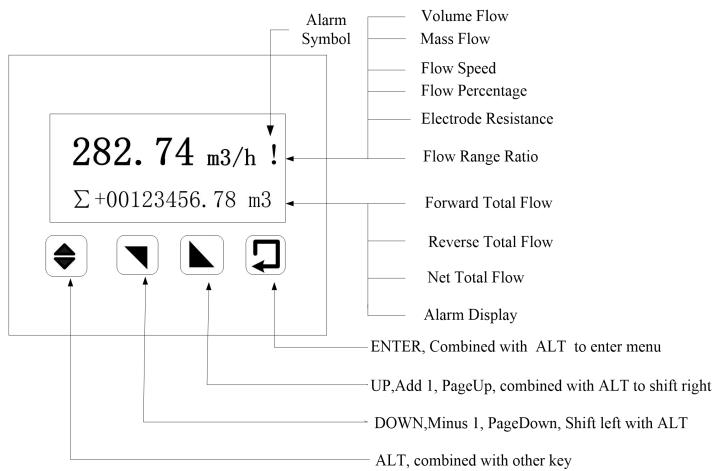 Alarm
Symbol
Volume Flow
Mass Flow
Flow Speed
Flow Percentage
Electrode Resistance
282.74 m3/h !
Flow Range Ratio
Σ+00123456.78 m3
Forward Total Flow
Reverse Total Flow
Net Total Flow
Alarm Display
ENTER, Combined with ALT to enter menu
UP,Add 1, PageUp, combined with ALT to shift right
DOWN,Minus 1, PageDown, Shift left with ALT
ALT, combined with other key